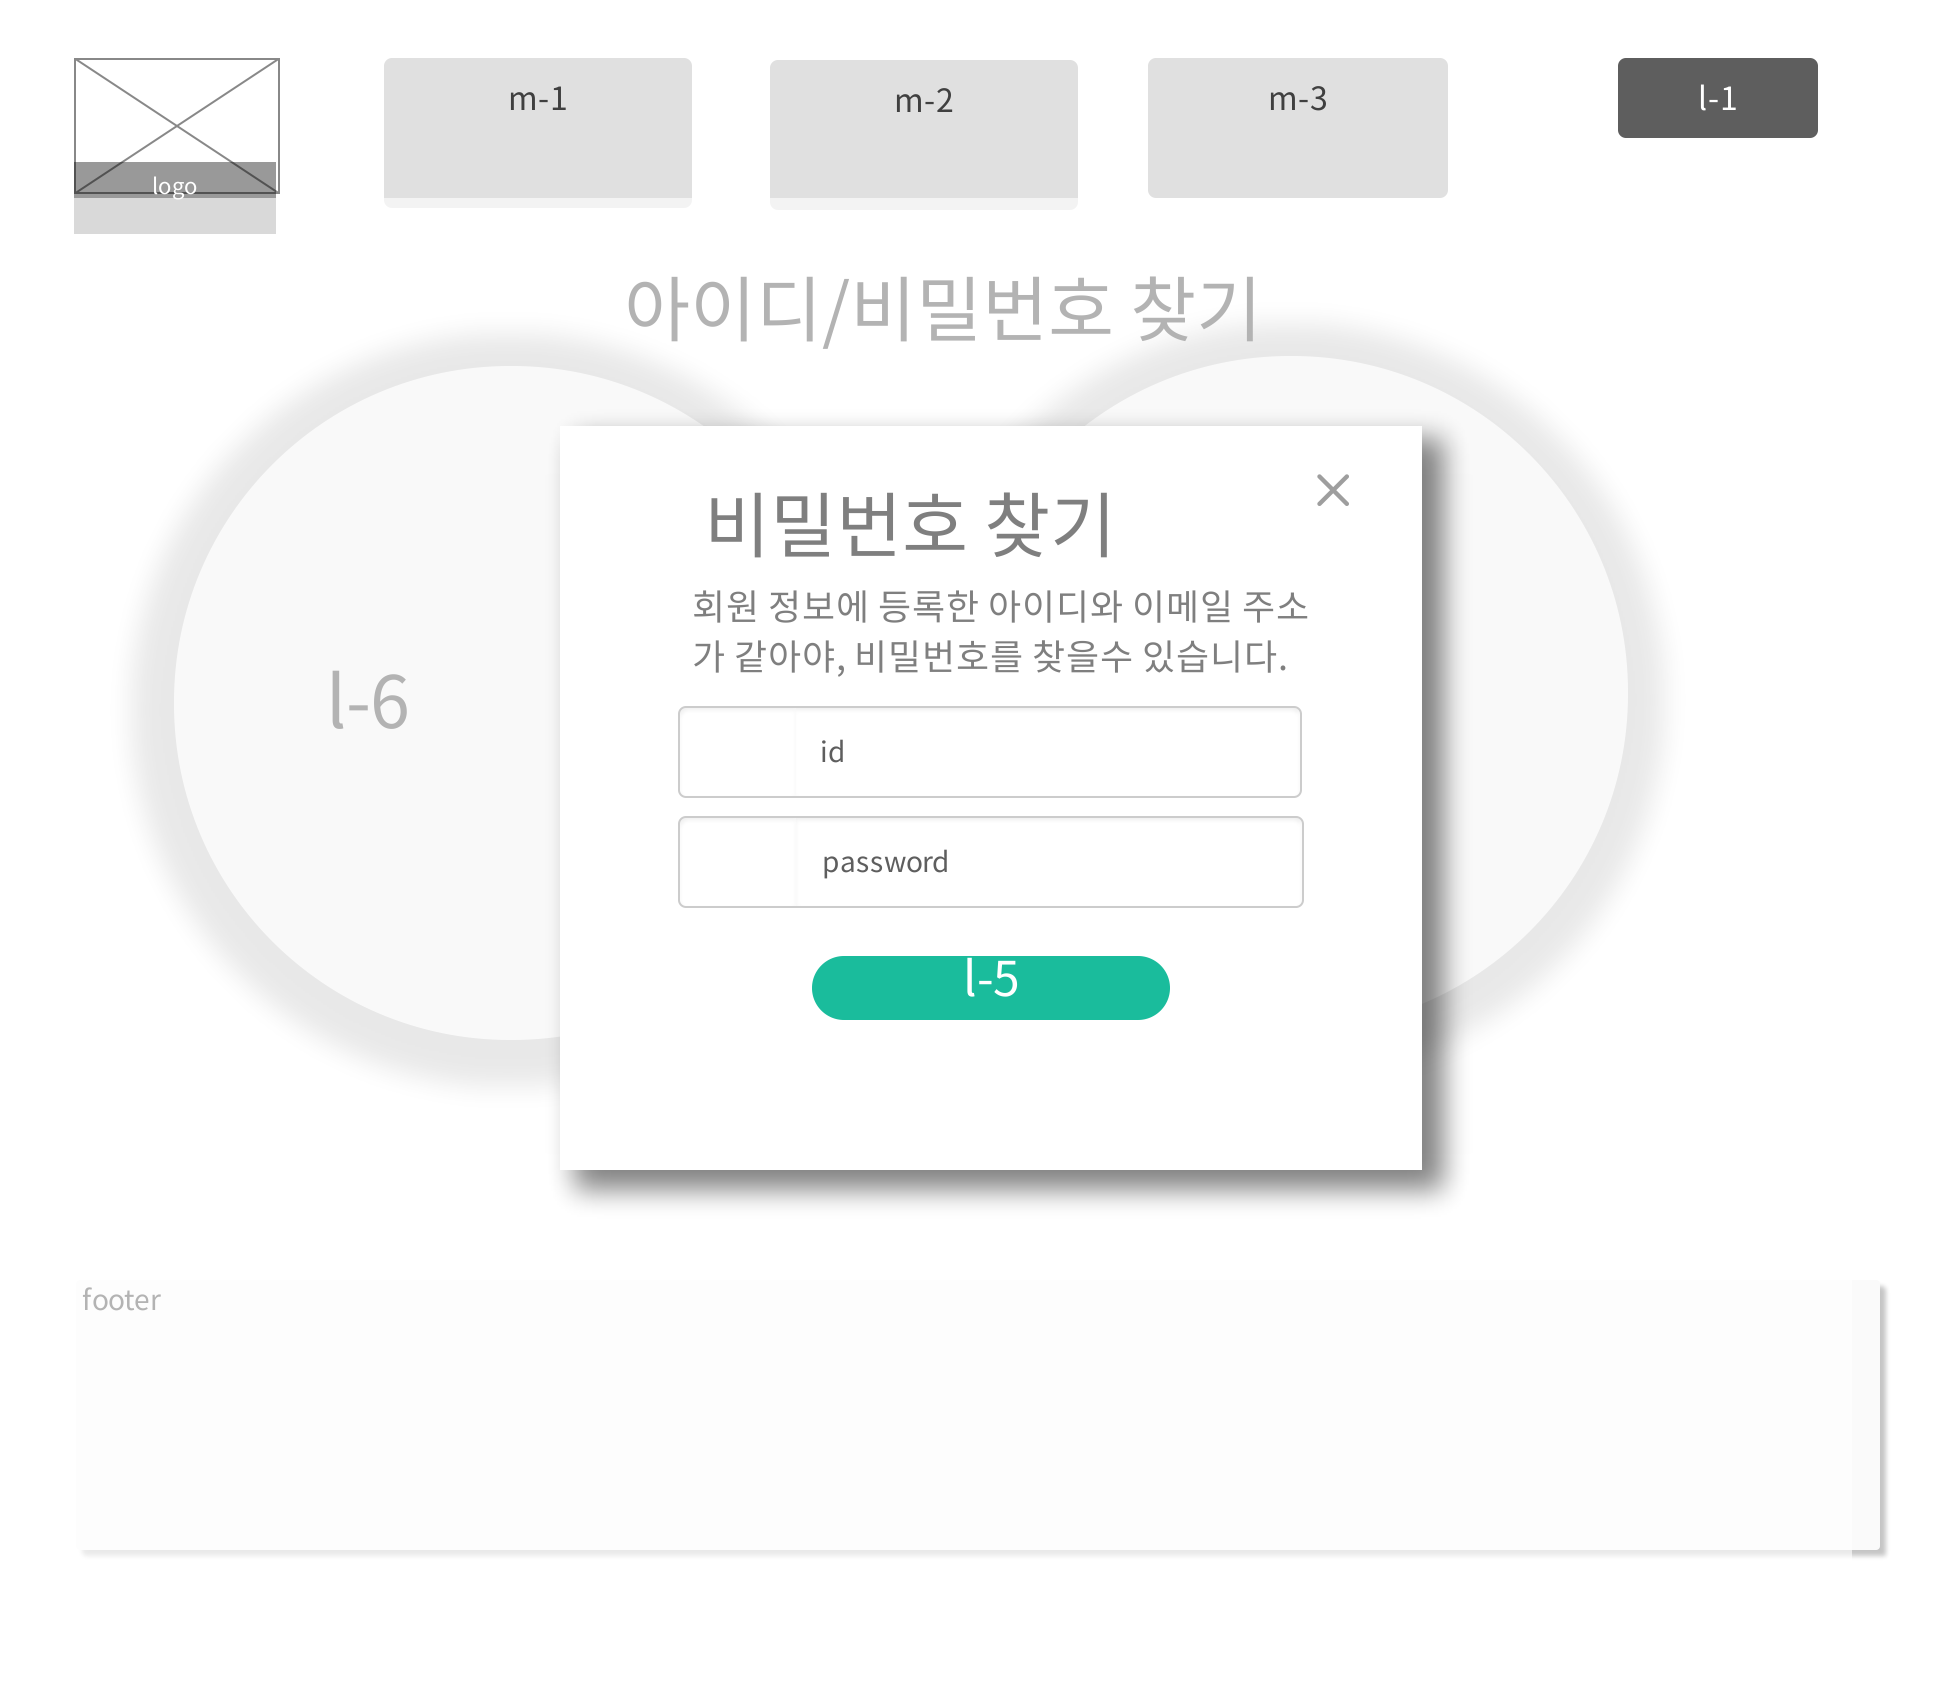 m-1
m-2
m-3
l-1
logo
아이디/비밀번호 찾기
비밀번호 찾기
회원 정보에 등록한 아이디와 이메일 주소
가 같아야, 비밀번호를 찾을수 있습니다.
l-6
id
password
l-5
footer